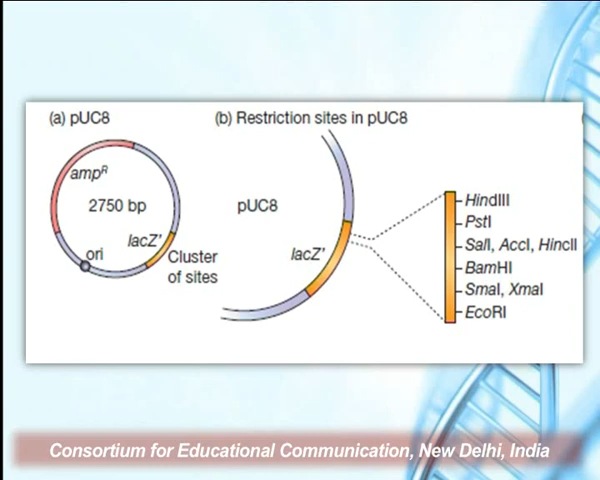 (a) pUC8
ampR
2750 bp
lacZ'
ori
Cluster
of sites
(b) Restriction sites in pUC8
pUC8
lacZ'
HindIII
PstI
SalI, AccI, HincII
BamHI
SmaI, XmaI
EcoRI
Consortium for Educational Communication, New Delhi, India